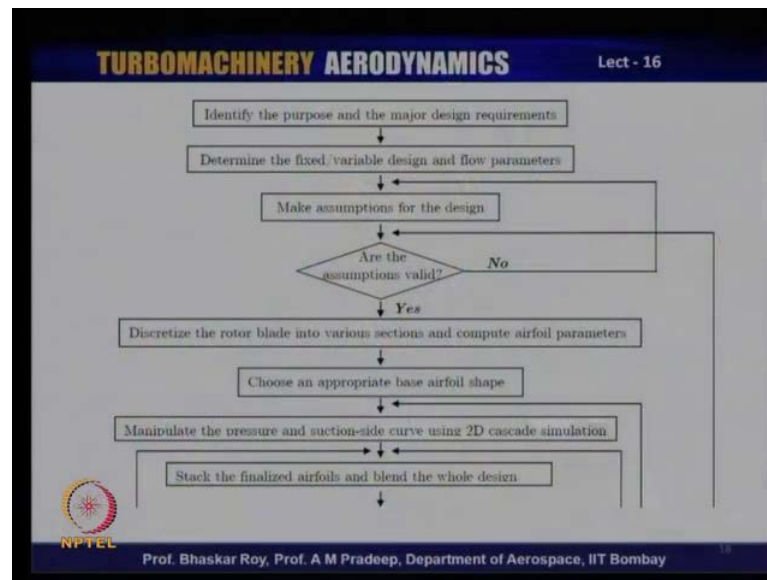 TURBOMACHINERY AERODYNAMICS
Lect - 16
Identify the purpose and the major design requirements
Determine the fixed/variable design and flow parameters
Make assumptions for the design
Are the
assumptions valid?
No
Yes
Discretize the rotor blade into various sections and compute airfoil parameters
Choose an appropriate base airfoil shape
Manipulate the pressure and suction-side curve using 2D cascade simulation
Stack the finalized airfoils and blend the whole design
NPTEL
Prof. Bhaskar Roy, Prof. A M Pradeep, Department of Aerospace, IIT Bombay
18